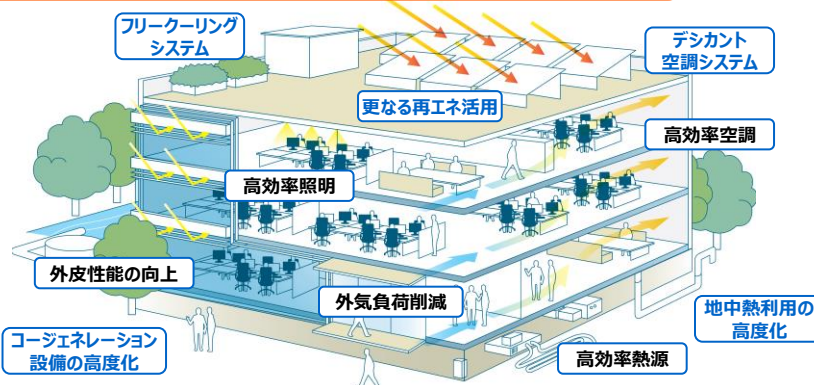 フリークーリング
システム
デシカント
空調システム
更なる再エネ活用
高効率空調
高効率照明
外皮性能の向上
外気負荷削減
地中熱利用の
高度化
コージェネレーション
設備の高度化
高効率熱源